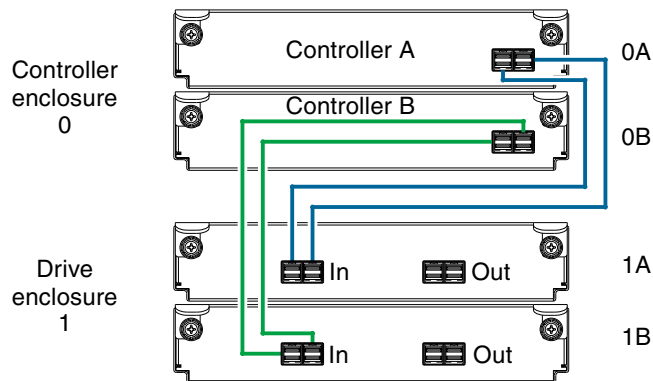 Controller A
0A
Controller
enclosure
0
Controller B
0B
In
Out
1A
Drive
enclosure
1
In
Out
1B